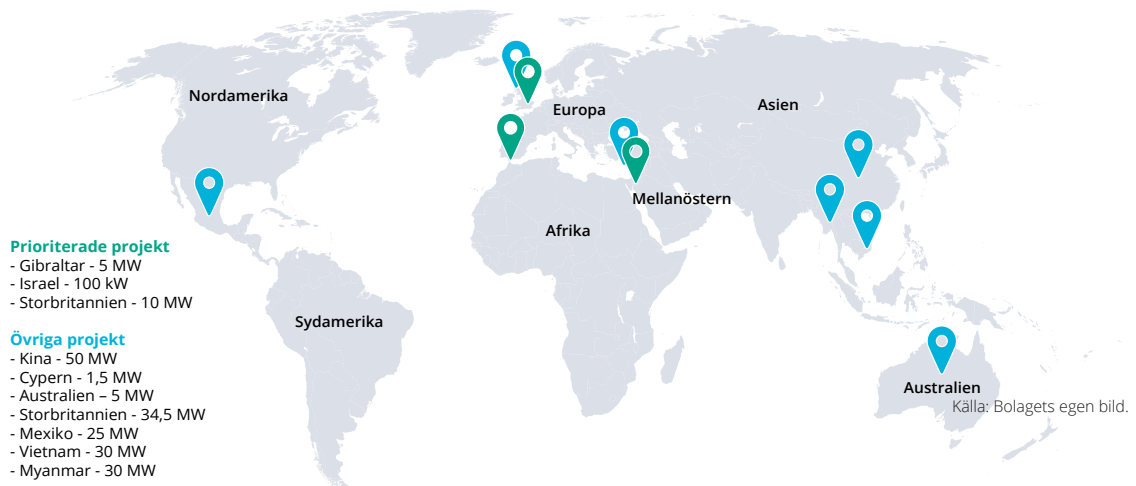 Nordamerika
Europa
Asien
Mellanöstern
Afrika
Prioriterade projekt
- Gibraltar - 5 MW
- Israel - 100 kW
- Storbritannien - 10 MW
Sydamerika
Övriga projekt
- Kina - 50 MW
- Cypern - 1,5 MW
- Australien – 5 MW
- Storbritannien - 34,5 MW
- Mexiko - 25 MW
- Vietnam - 30 MW
- Myanmar - 30 MW
Australien
Källa: Bolagets egen bild.